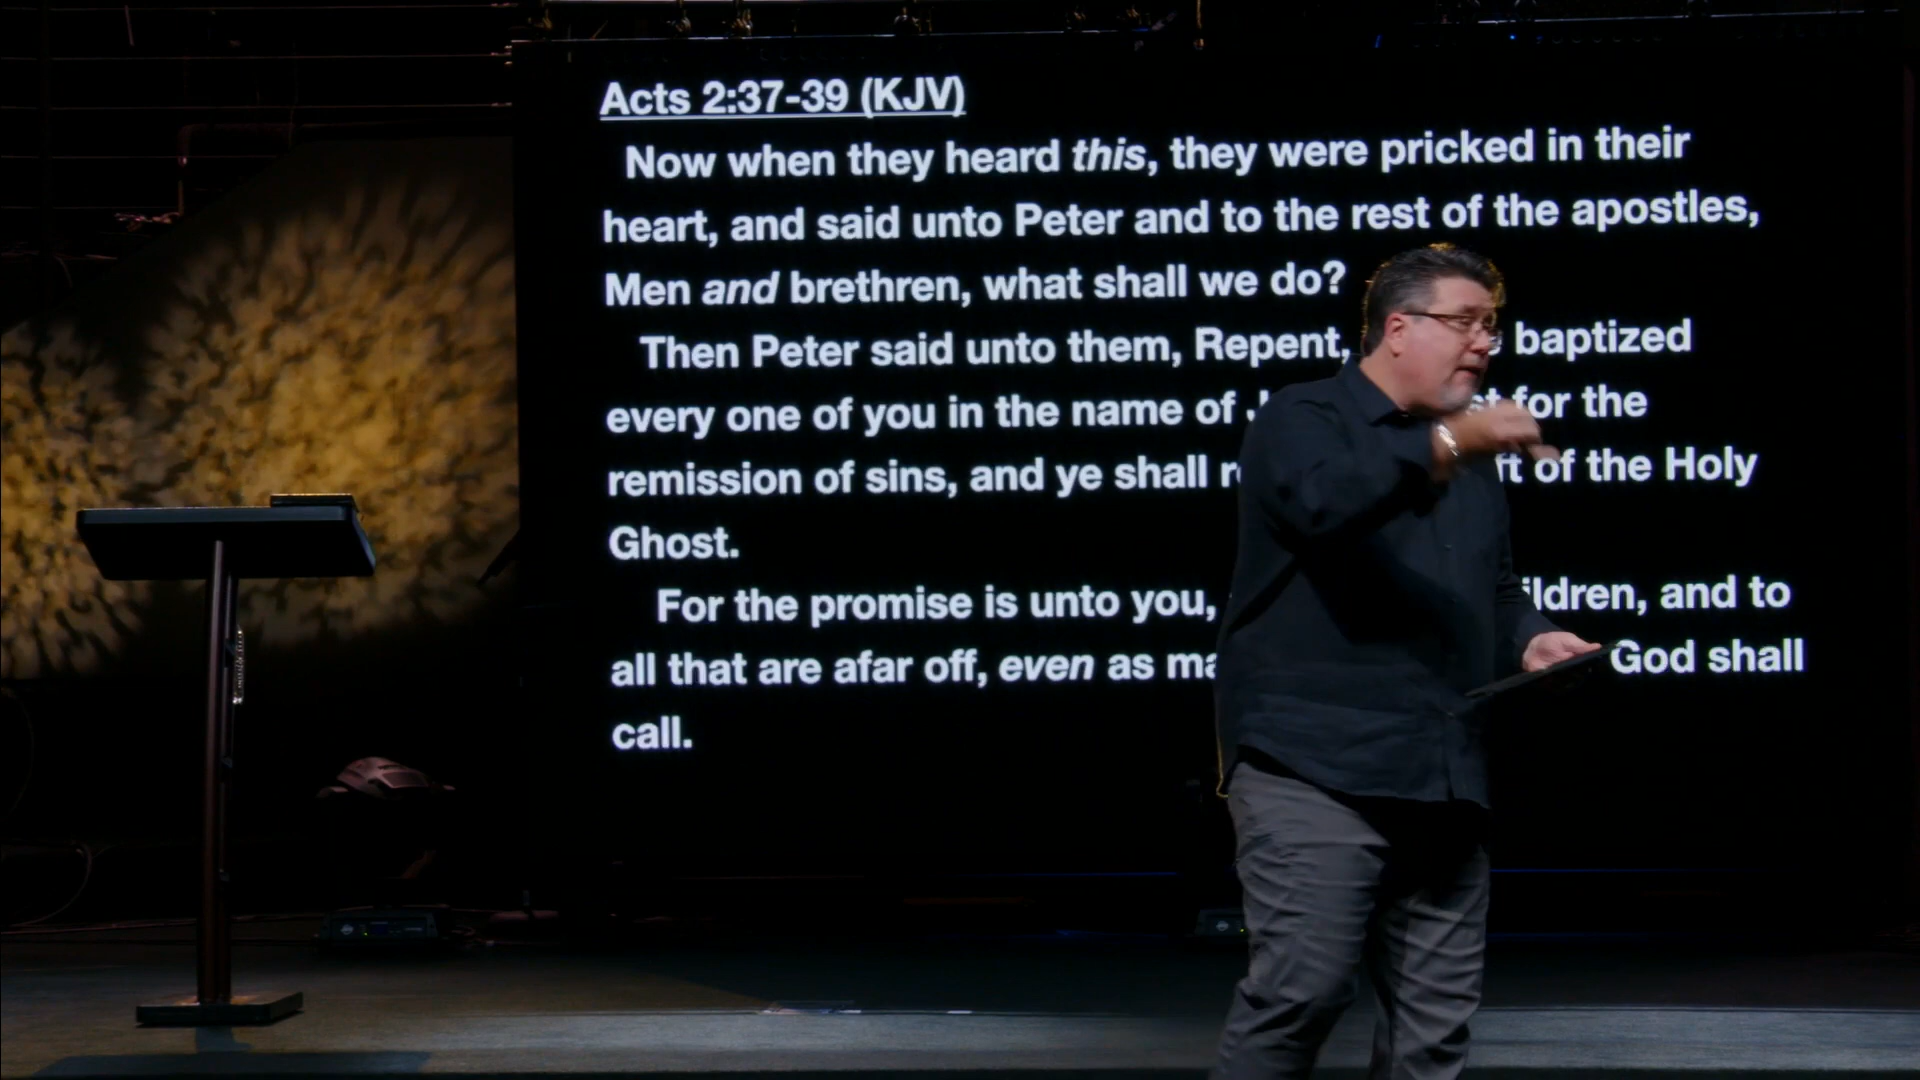 Acts 2:37-39 (KJV)
Now when they heard this, they were pricked in their
heart, and said unto Peter and to the rest of the apostles,
Men and brethren, what shall we do?
Then Peter said unto them, Repent, baptized
every one of you in the name of for the
remission of sins, and ye shall of the Holy
Ghost.
For the promise is unto you, and to
all that are afar off, even as God shall
call.